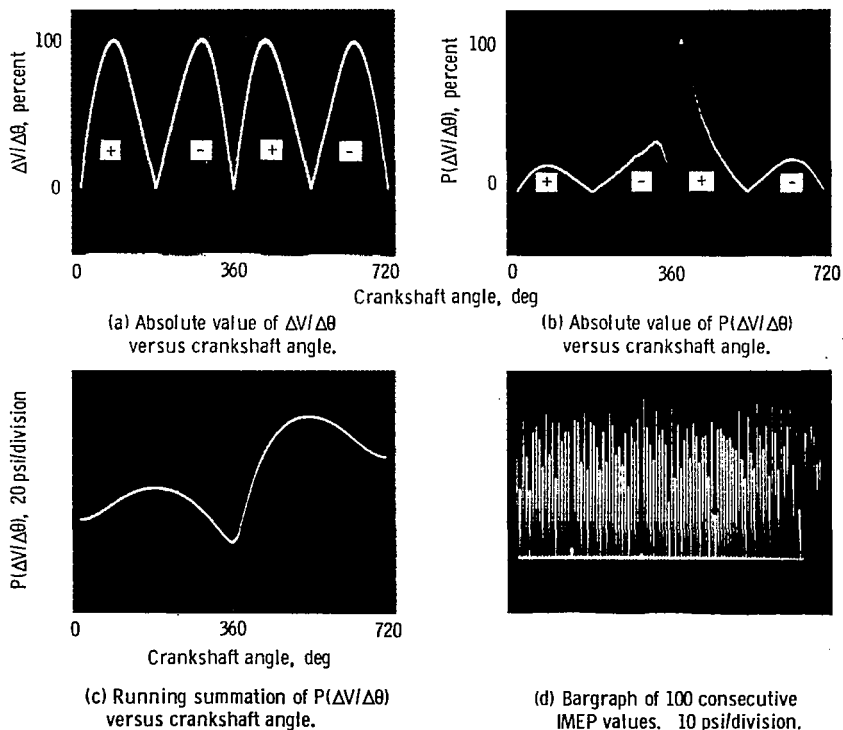 100
0
ΔV/Δθ, percent
+
-
+
-
0
360
720
100
0
P(ΔV/Δθ), percent
+
-
+
-
0
360
720
Crankshaft angle, deg
(a) Absolute value of ΔV/Δθ
versus crankshaft angle.
(b) Absolute value of P(ΔV/Δθ)
versus crankshaft angle.
P(ΔV/Δθ), 20 psi/division
0
360
720
Crankshaft angle, deg
(c) Running summation of P(ΔV/Δθ)
versus crankshaft angle.
(d) Bargraph of 100 consecutive
IMEP values. 10 psi/division.